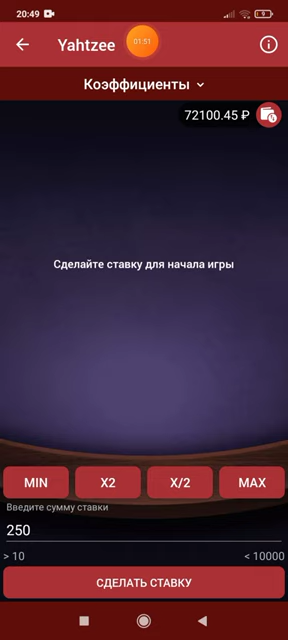 20:49
Yahtzee
01:51
Коэффициенты
72100.45 ₽
Сделайте ставку для начала игры
MIN X2 X/2 MAX
Введите сумму ставки
250
> 10 < 10000
СДЕЛАТЬ СТАВКУ